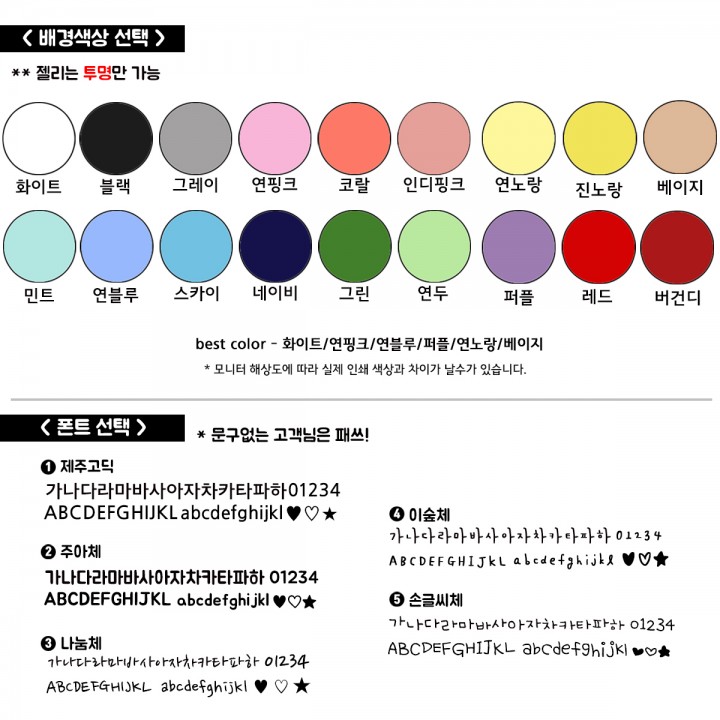 < 배경색상 선택 >
** 젤리는 투명만 가능
화이트 블랙 그레이 연핑크 코랄 인디핑크 연노랑 진노랑 베이지
민트 연블루 스카이 네이비 그린 연두 퍼플 레드 버건디
best color - 화이트/연핑크/연블루/퍼플/연노랑/베이지
* 모니터 해상도에 따라 실제 인쇄 색상과 차이가 날수가 있습니다.
< 폰트 선택 >
* 문구없는 고객님은 패쓰!
❶ 제주고딕
가나다라마바사아자차카타파하01234
ABCDEFGHIJKLabcdefghijkl♥♡★
❷ 주아체
가나다라마바사아자차카타파하 01234
ABCDEFGHIJKL abcdefghijkl♥♡★
❸ 나눔체
가나다라마바사아자차카타파하 01234
ABCDEFGHIJKL abcdefghijkl ♥ ♡ ★
❹ 이숲체
가나다라마바사아자차카타파하 01234
ABCDEFGHIJKL abcdefghijkl ♥♡★
❺ 손글씨체
가나다라마바사아자차카타파하 01234
ABCDEFGHIJKL abcdefghijkl ♥♡★